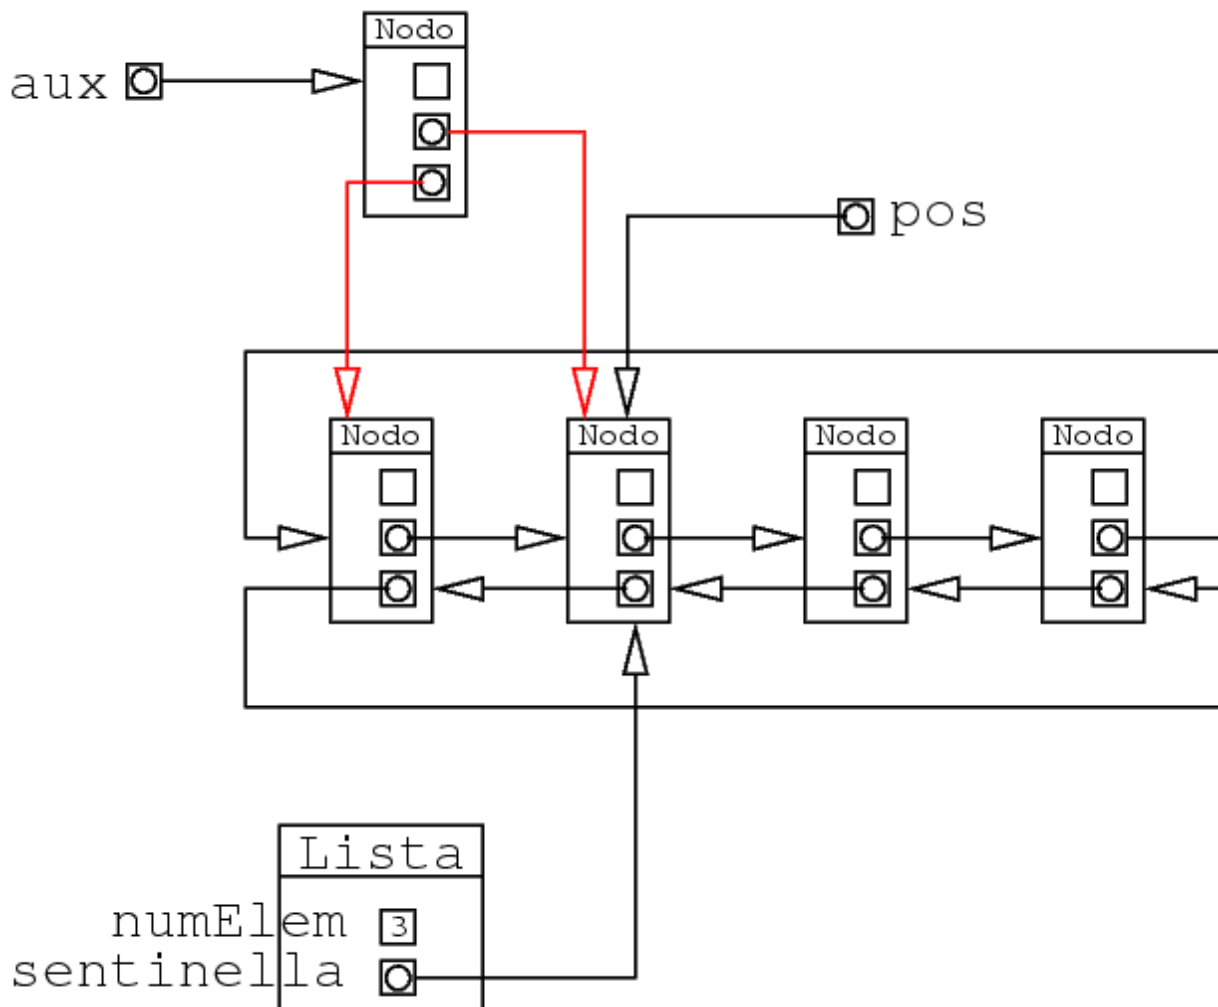 Nodo
aux
pos
Nodo Nodo Nodo Nodo
Lista
numElem 3
sentinella